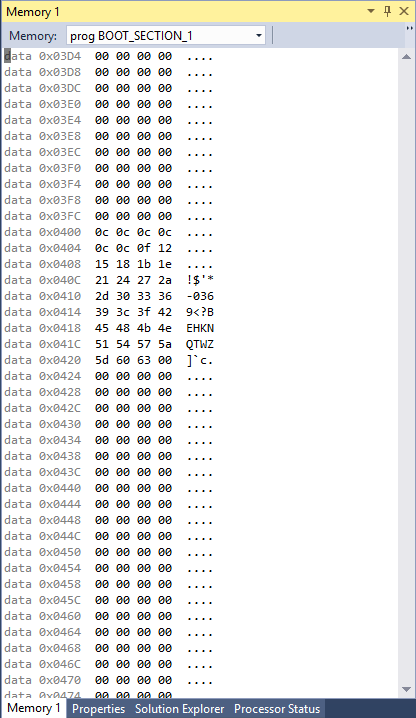 Memory 1
Memory: prog BOOT_SECTION_1
data 0x03D4 00 00 00 00 ....
data 0x03D8 00 00 00 00 ....
data 0x03DC 00 00 00 00 ....
data 0x03E0 00 00 00 00 ....
data 0x03E4 00 00 00 00 ....
data 0x03E8 00 00 00 00 ....
data 0x03EC 00 00 00 00 ....
data 0x03F0 00 00 00 00 ....
data 0x03F4 00 00 00 00 ....
data 0x03F8 00 00 00 00 ....
data 0x03FC 00 00 00 00 ....
data 0x0400 0c 0c 0c 0c ....
data 0x0404 0c 0c 0f 12 ....
data 0x0408 15 18 1b 1e ....
data 0x040C 21 24 27 2a !$'*
data 0x0410 2d 30 33 36 -036
data 0x0414 39 3c 3f 42 9<?B
data 0x0418 45 48 4b 4e EHKN
data 0x041C 51 54 57 5a QTWZ
data 0x0420 5d 60 63 00 ]`c.
data 0x0424 00 00 00 00 ....
data 0x0428 00 00 00 00 ....
data 0x042C 00 00 00 00 ....
data 0x0430 00 00 00 00 ....
data 0x0434 00 00 00 00 ....
data 0x0438 00 00 00 00 ....
data 0x043C 00 00 00 00 ....
data 0x0440 00 00 00 00 ....
data 0x0444 00 00 00 00 ....
data 0x0448 00 00 00 00 ....
data 0x044C 00 00 00 00 ....
data 0x0450 00 00 00 00 ....
data 0x0454 00 00 00 00 ....
data 0x0458 00 00 00 00 ....
data 0x045C 00 00 00 00 ....
data 0x0460 00 00 00 00 ....
data 0x0464 00 00 00 00 ....
data 0x0468 00 00 00 00 ....
data 0x046C 00 00 00 00 ....
data 0x0470 00 00 00 00 ....
data 0x0474 00 00 00 00 ....
Memory 1 Properties Solution Explorer Processor Status